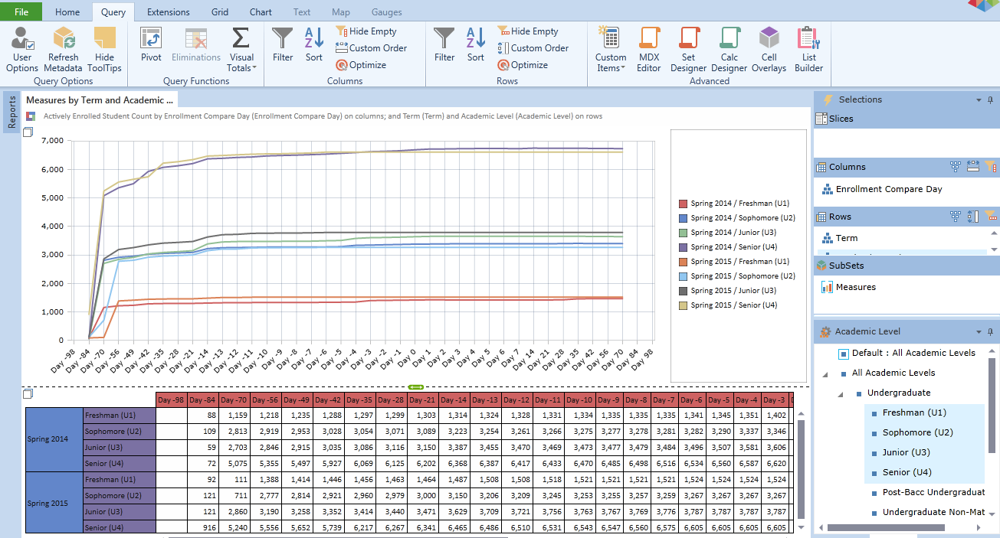 File Home Query Extensions Grid Chart Text Map Gauges
User Options Refresh Metadata Hide ToolTips
Query Options
Pivot Eliminations Visual Totals
Query Functions
Filter Sort Hide Empty
Custom Order
Optimize
Columns
Filter Sort Hide Empty
Custom Order
Optimize
Rows
Custom Items MDX Editor Set Designer Calc Designer Cell Overlays List Builder
Advanced
Reports
Measures by Term and Academic ...
Actively Enrolled Student Count by Enrollment Compare Day (Enrollment Compare Day) on columns; and Term (Term) and Academic Level (Academic Level) on rows
7,000
6,000
5,000
4,000
3,000
2,000
1,000
0
Day -98 Day -84 Day -70 Day -56 Day -49 Day -42 Day -35 Day -28 Day -21 Day -14 Day -13 Day -12 Day -11 Day -10 Day -9 Day -8 Day -7 Day -6 Day -5 Day -4 Day -3 Day -2 Day -1 Day 0 Day 1 Day 2 Day 3 Day 4 Day 5 Day 6 Day 7 Day 14 Day 21 Day 28 Day 35 Day 42 Day 56 Day 70 Day 84 Day 98
Spring 2014 / Freshman (U1)
Spring 2014 / Sophomore (U2)
Spring 2014 / Junior (U3)
Spring 2014 / Senior (U4)
Spring 2015 / Freshman (U1)
Spring 2015 / Sophomore (U2)
Spring 2015 / Junior (U3)
Spring 2015 / Senior (U4)
Day -98 Day -84 Day -70 Day -56 Day -49 Day -42 Day -35 Day -28 Day -21 Day -14 Day -13 Day -12 Day -11 Day -10 Day -9 Day -8 Day -7 Day -6 Day -5 Day -4 Day -3
Spring 2014
Freshman (U1) 88 1,159 1,218 1,235 1,288 1,297 1,299 1,303 1,314 1,324 1,328 1,331 1,334 1,335 1,335 1,335 1,341 1,345 1,351 1,402
Sophomore (U2) 109 2,813 2,919 2,953 3,028 3,054 3,071 3,089 3,223 3,254 3,261 3,266 3,275 3,277 3,278 3,281 3,282 3,290 3,337 3,346
Junior (U3) 59 2,703 2,846 2,915 3,035 3,086 3,116 3,150 3,387 3,455 3,470 3,469 3,473 3,477 3,479 3,484 3,496 3,507 3,581 3,606
Senior (U4) 72 5,075 5,355 5,497 5,927 6,069 6,125 6,202 6,368 6,387 6,417 6,433 6,470 6,485 6,498 6,516 6,534 6,560 6,587 6,620
Spring 2015
Freshman (U1) 92 111 1,388 1,414 1,446 1,456 1,463 1,464 1,487 1,508 1,508 1,518 1,521 1,521 1,521 1,521 1,524 1,524 1,524 1,524
Sophomore (U2) 121 711 2,777 2,814 2,921 2,960 2,979 3,000 3,150 3,206 3,209 3,245 3,253 3,255 3,257 3,259 3,267 3,267 3,267 3,267
Junior (U3) 121 2,860 3,190 3,258 3,352 3,414 3,440 3,471 3,629 3,709 3,721 3,756 3,763 3,767 3,769 3,776 3,787 3,787 3,787 3,787
Senior (U4) 916 5,240 5,556 5,652 5,739 6,217 6,267 6,341 6,465 6,486 6,510 6,531 6,543 6,547 6,560 6,575 6,605 6,605 6,605 6,605
Selections
Slices
Columns
Enrollment Compare Day
Rows
Term
SubSets
Measures
Academic Level
Default : All Academic Levels
All Academic Levels
Undergraduate
Freshman (U1)
Sophomore (U2)
Junior (U3)
Senior (U4)
Post-Bacc Undergraduat
Undergraduate Non-Mat